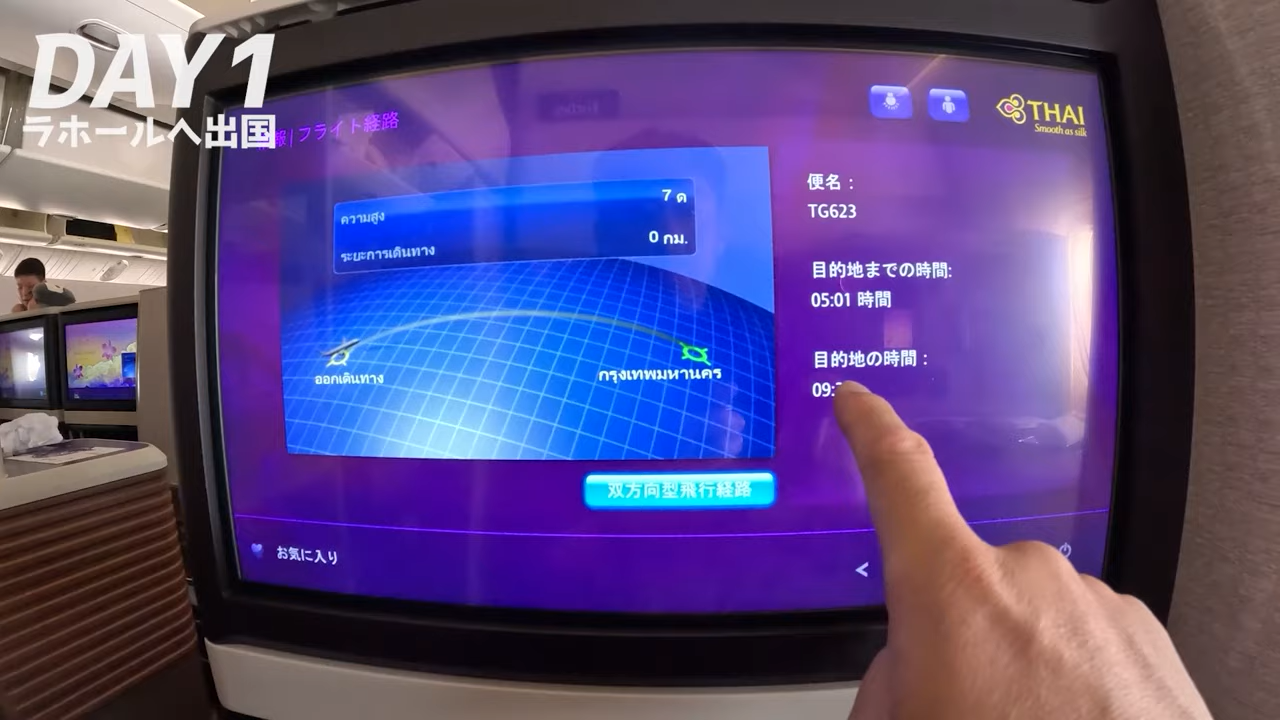 DAY1
ラホールへ出国
報|フライト経路
THAI
Smooth as silk
ความสูง
7 ด
ระยะการเดินทาง
0 กม.
ออกเดินทาง
กรุงเทพมหานคร
便名：
TG623
目的地までの時間:
05:01 時間
目的地の時間：
09:
双方向型飛行経路
お気に入り
<